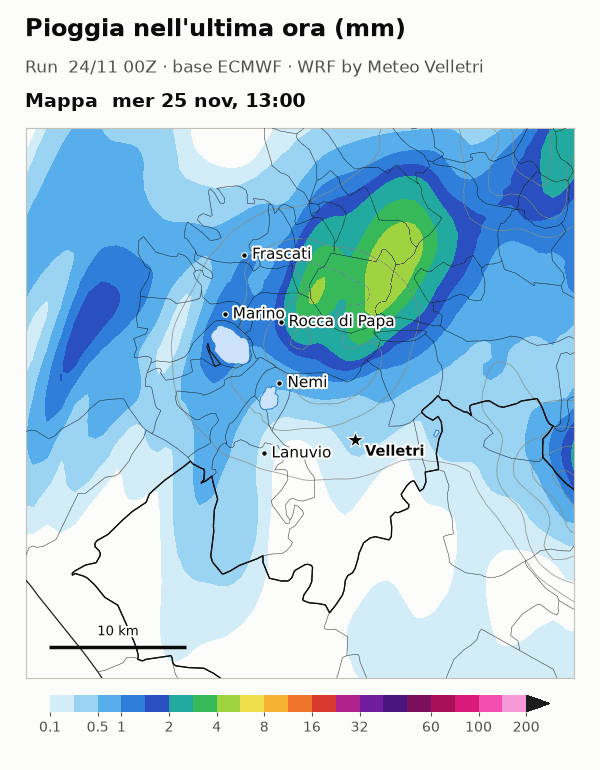 Pioggia nell'ultima ora (mm)
Run  24/11 00Z · base ECMWF · WRF by Meteo Velletri
Mappa  mer 25 nov, 13:00
Frascati
Marino
Rocca di Papa
Nemi
Velletri
Lanuvio
10 km
0.1 0.5 1 2 4 8 16 32 60 100 200